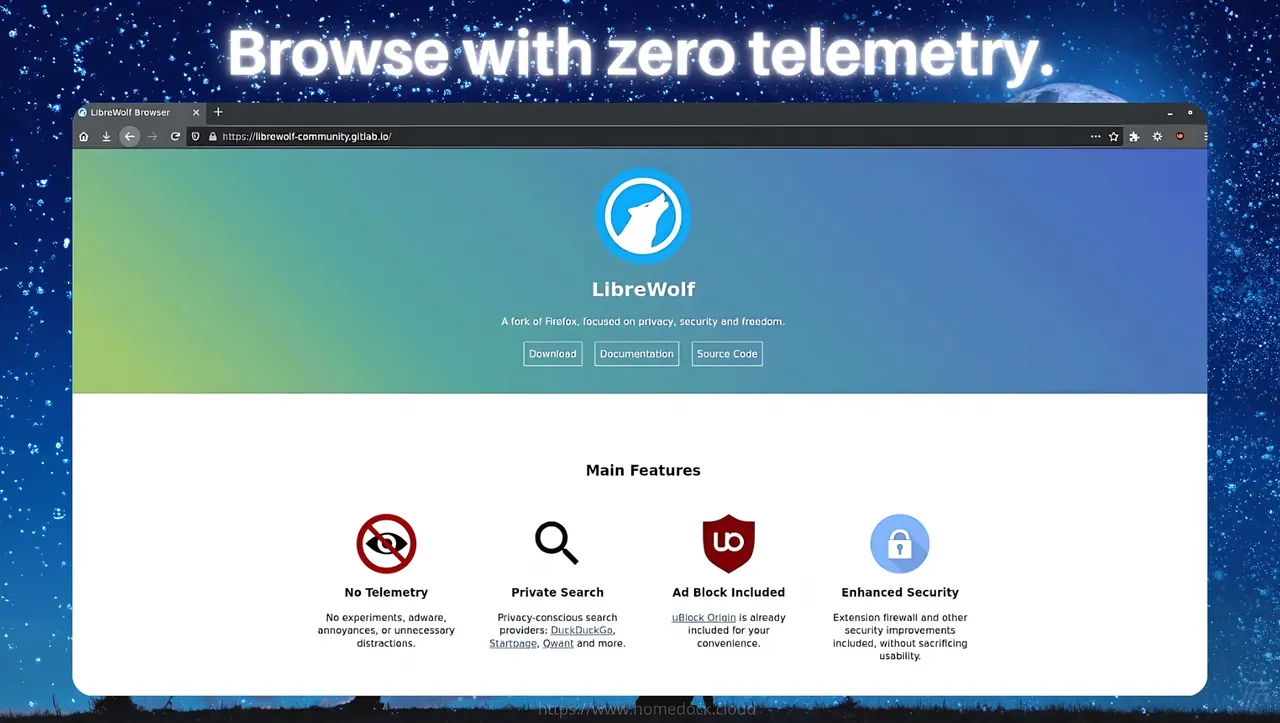 Browse with zero telemetry.
LibreWolf Browser
https://librewolf-community.gitlab.io/
LibreWolf
A fork of Firefox, focused on privacy, security and freedom.
Download Documentation Source Code
Main Features
No Telemetry
No experiments, adware,
annoyances, or unnecessary
distractions.
Private Search
Privacy-conscious search
providers: DuckDuckGo,
Startpage, Qwant and more.
uo
Ad Block Included
uBlock Origin is already
included for your
convenience.
Enhanced Security
Extension firewall and other
security improvements
included, without sacrificing
usability.
https://www.homedock.cloud